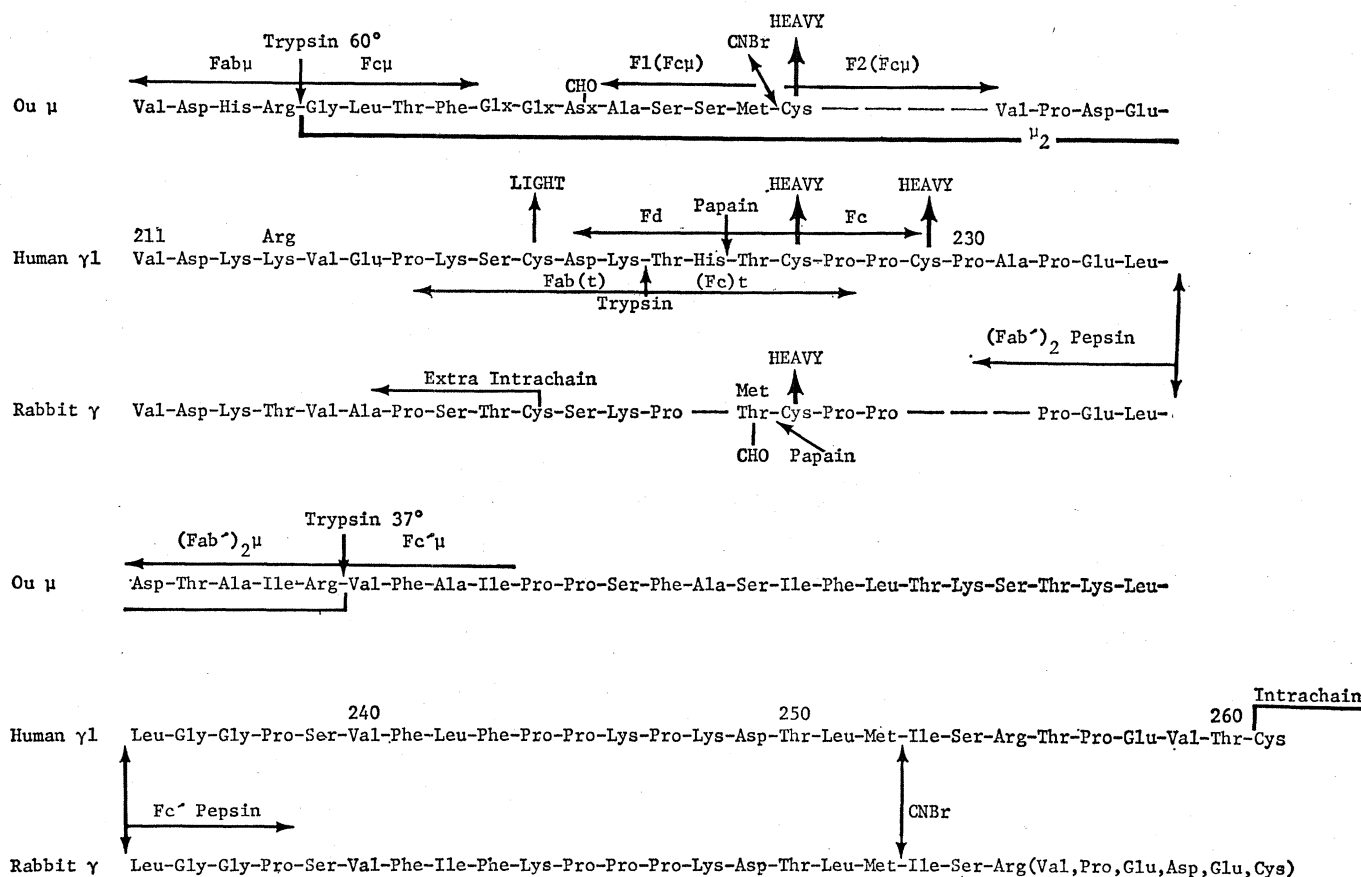 HEAVY
Trypsin 60° CNBr
Fabμ Fcμ F1(Fcμ) F2(Fcμ)
CHO
Ou μ Val-Asp-His-Arg-Gly-Leu-Thr-Phe-Glx-Glx-Asx-Ala-Ser-Ser-Met-Cys — — — — Val-Pro-Asp-Glu-
μ2
LIGHT HEAVY HEAVY
Papain
Fd Fc
211 Arg 230
Human γ1 Val-Asp-Lys-Lys-Val-Glu-Pro-Lys-Ser-Cys-Asp-Lys-Thr-His-Thr-Cys-Pro-Pro-Cys-Pro-Ala-Pro-Glu-Leu-
Fab(t) (Fc)t
Trypsin
(Fab´)2 Pepsin
HEAVY
Extra Intrachain
Met
Rabbit γ Val-Asp-Lys-Thr-Val-Ala-Pro-Ser-Thr-Cys-Ser-Lys-Pro — Thr-Cys-Pro-Pro — — — — Pro-Glu-Leu-
CHO Papain
Trypsin 37°
(Fab´)2μ Fc´μ
Ou μ Asp-Thr-Ala-Ile-Arg-Val-Phe-Ala-Ile-Pro-Pro-Ser-Phe-Ala-Ser-Ile-Phe-Leu-Thr-Lys-Ser-Thr-Lys-Leu-
Intrachain
240 250 260
Human γ1 Leu-Gly-Gly-Pro-Ser-Val-Phe-Leu-Phe-Pro-Pro-Lys-Pro-Lys-Asp-Thr-Leu-Met-Ile-Ser-Arg-Thr-Pro-Glu-Val-Thr-Cys
Fc´ Pepsin CNBr
Rabbit γ Leu-Gly-Gly-Pro-Ser-Val-Phe-Ile-Phe-Lys-Pro-Pro-Pro-Lys-Asp-Thr-Leu-Met-Ile-Ser-Arg(Val,Pro,Glu,Asp,Glu,Cys)